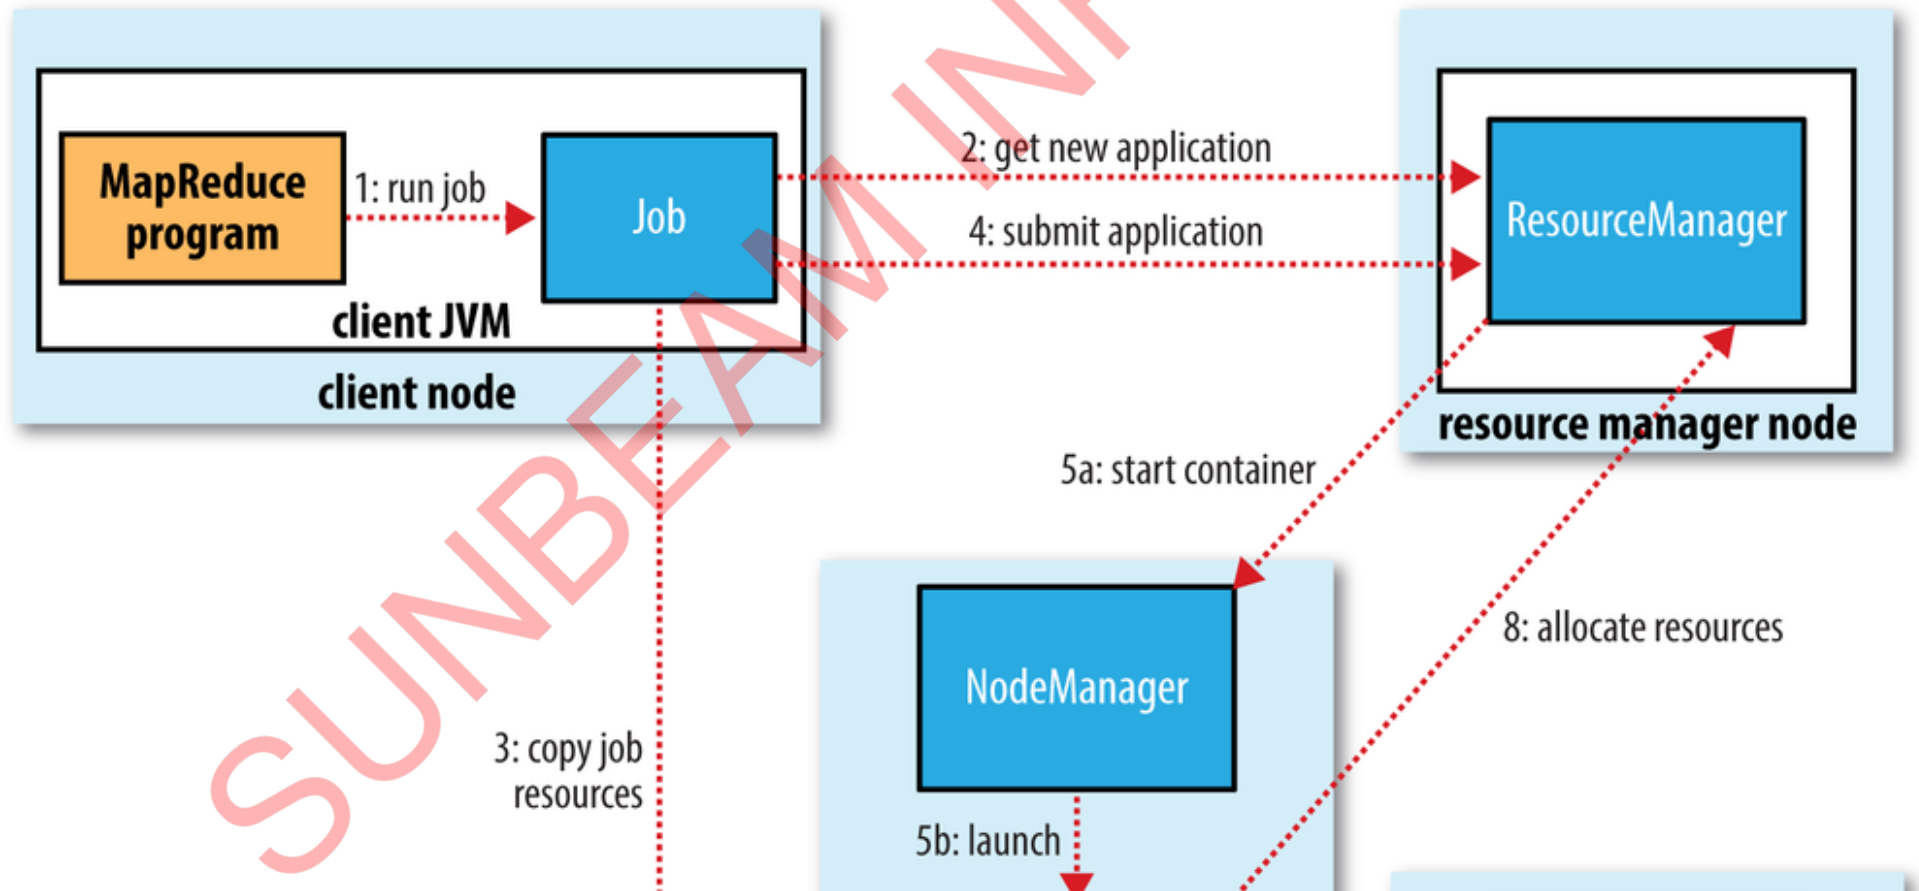 MapReduce
program
1: run job
Job
client JVM
client node
2: get new application
4: submit application
ResourceManager
resource manager node
5a: start container
NodeManager
8: allocate resources
3: copy job
resources
5b: launch
SUNBEAM